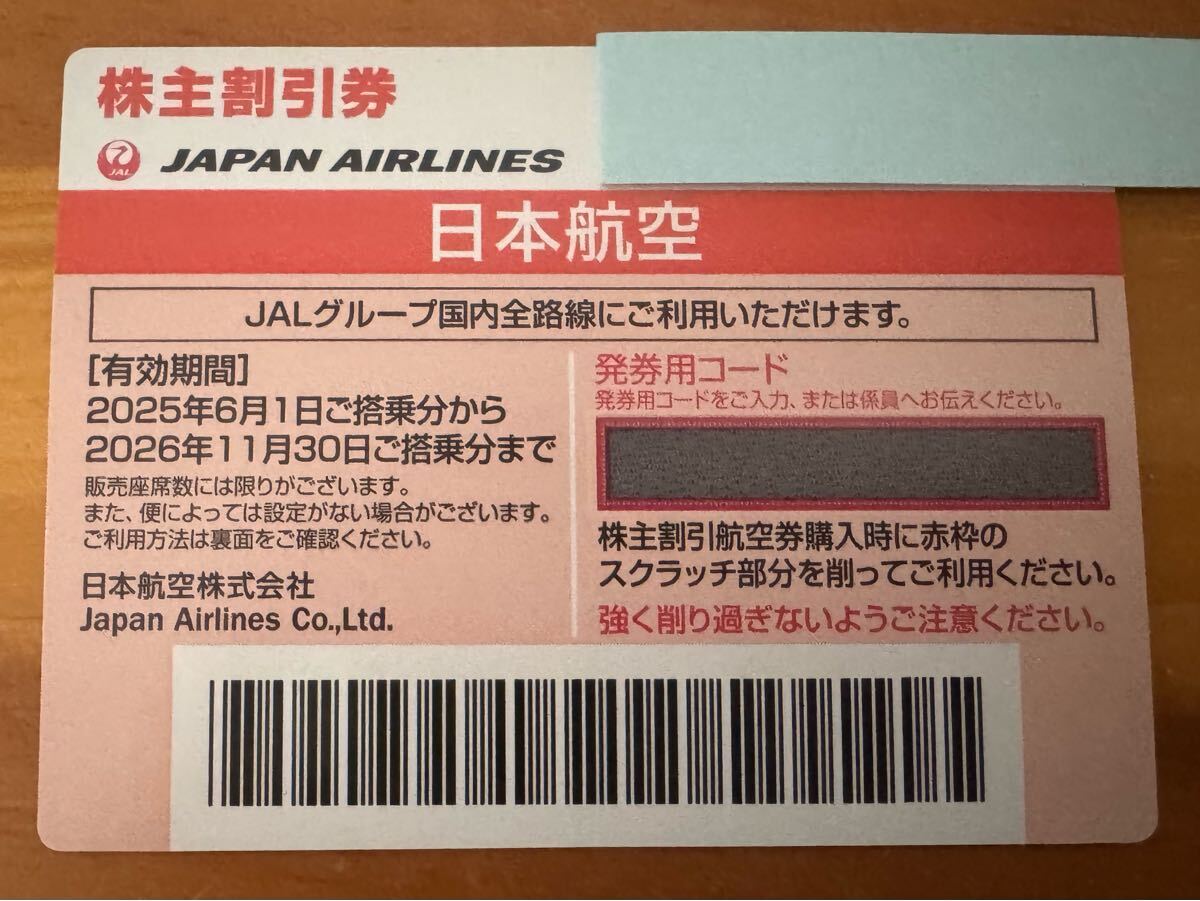 株主割引券
JAL JAPAN AIRLINES
日本航空
JALグループ国内全路線にご利用いただけます。
[有効期間]
2025年6月1日ご搭乗分から
2026年11月30日ご搭乗分まで
販売座席数には限りがございます。
また、便によっては設定がない場合がございます。
ご利用方法は裏面をご確認ください。
日本航空株式会社
Japan Airlines Co.,Ltd.
発券用コード
発券用コードをご入力、または係員へお伝えください。
株主割引航空券購入時に赤枠の
スクラッチ部分を削ってご利用ください。
強く削り過ぎないようご注意ください。